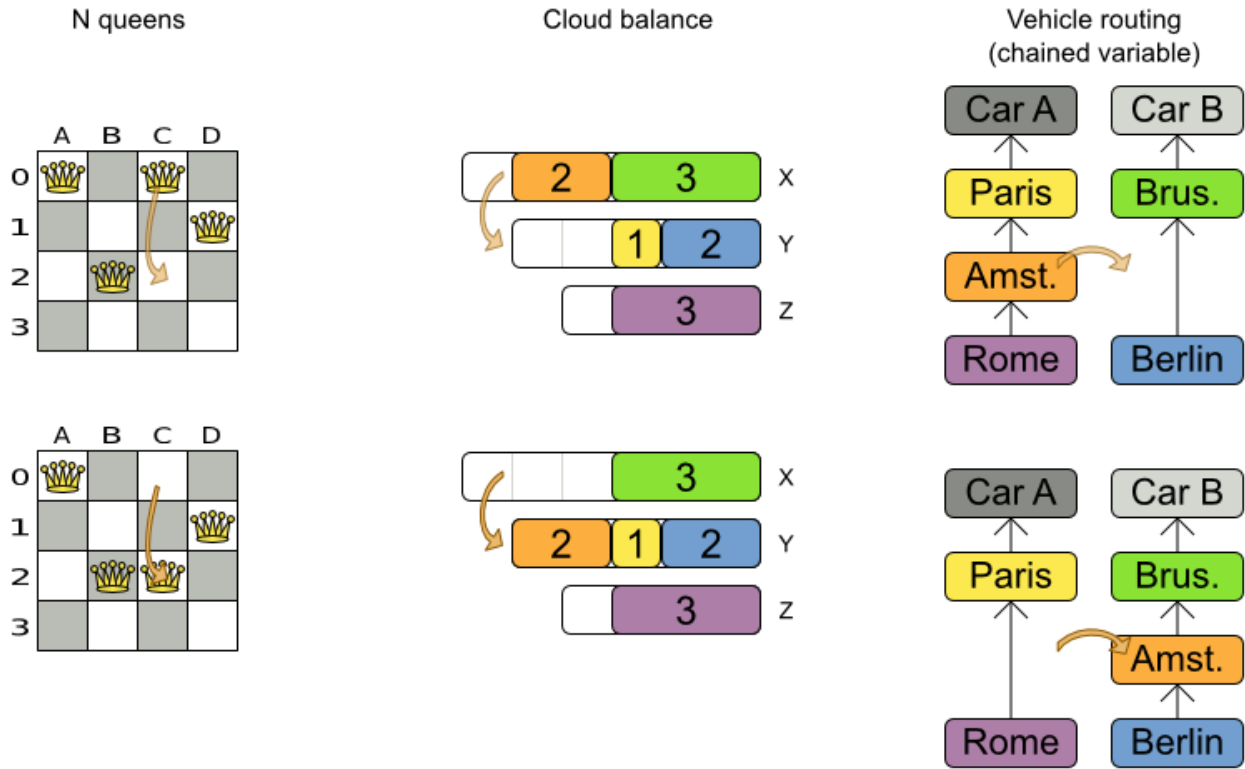 N queens
Cloud balance
Vehicle routing
(chained variable)
A B C D
0
1
2
3
2 3 X
1 2 Y
3 Z
Car A Car B
Paris Brus.
Amst.
Rome Berlin
A B C D
0
1
2
3
3 X
2 1 2 Y
3 Z
Car A Car B
Paris Brus.
Amst.
Rome Berlin